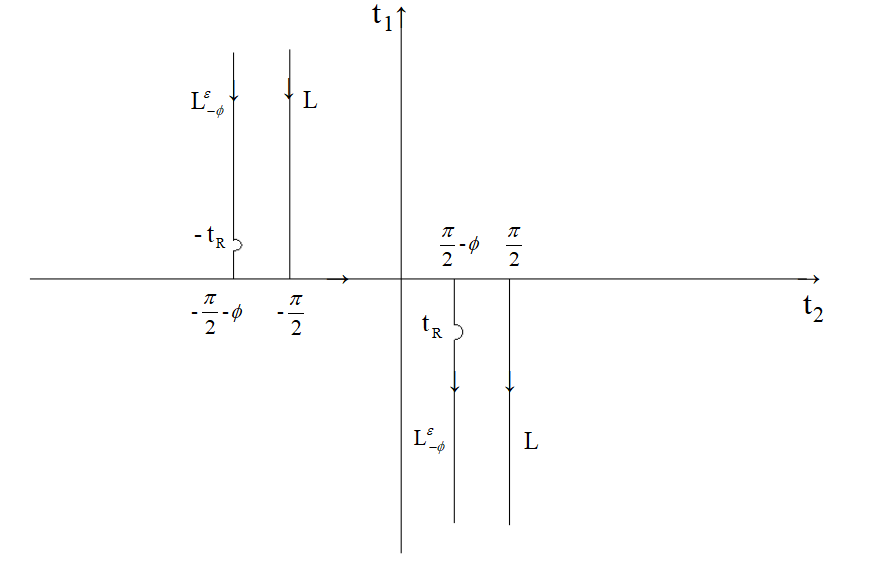 t₁
L^ε_{-ϕ}
L
- t_R
π/2 - ϕ
π/2
- π/2 - ϕ
- π/2
t₂
t_R
L^ε_{-ϕ}
L